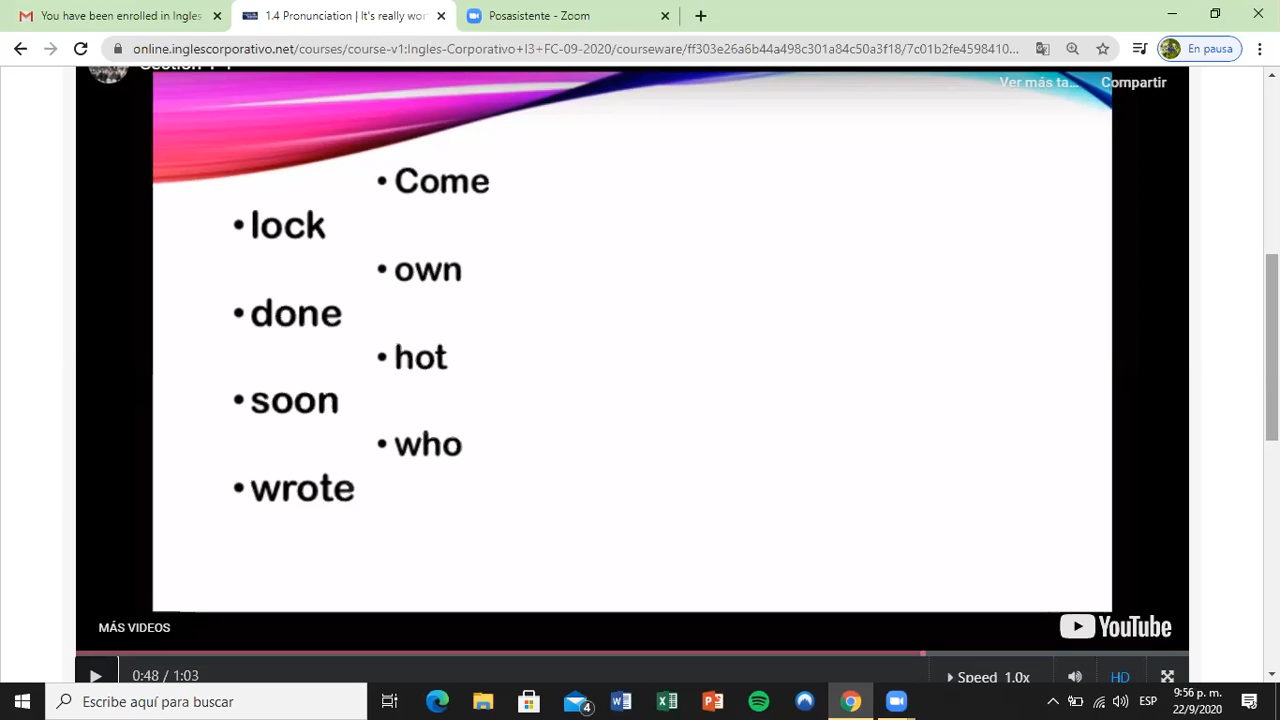 You have been enrolled in Ingles
1.4 Pronunciation | It's really wor
Posasistente - Zoom
online.inglescorporativo.net/courses/course-v1:Ingles-Corporativo+I3+FC-09-2020/courseware/ff303e26a6b44a498c301a84c50a3f18/7c01b2fe4598410...
En pausa
Ver más ta...
Compartir
• Come
• lock
• own
• done
• hot
• soon
• who
• wrote
MÁS VIDEOS
YouTube
0:48 / 1:03
Speed 1.0x
HD
Escribe aquí para buscar
4
ESP
9:56 p. m.
22/9/2020